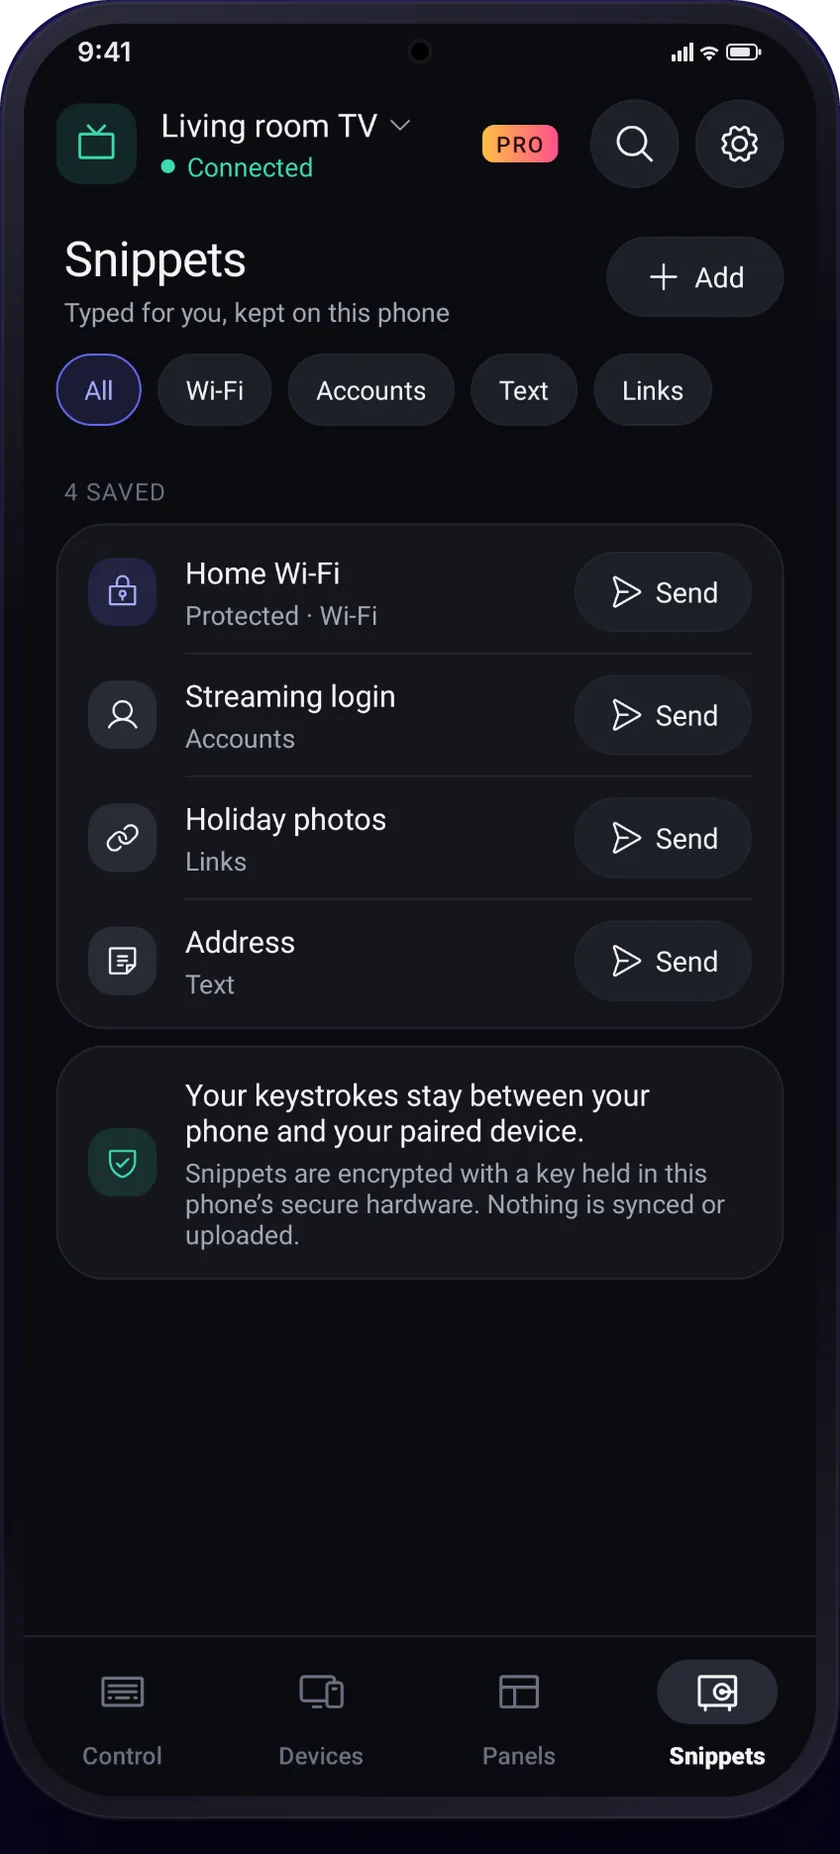 9:41
Living room TV
Connected
PRO
Snippets
Typed for you, kept on this phone
Add
All
Wi-Fi
Accounts
Text
Links
4 SAVED
Home Wi-Fi
Protected · Wi-Fi
Send
Streaming login
Accounts
Send
Holiday photos
Links
Send
Address
Text
Send
Your keystrokes stay between your
phone and your paired device.
Snippets are encrypted with a key held in this
phone’s secure hardware. Nothing is synced or
uploaded.
Control
Devices
Panels
Snippets